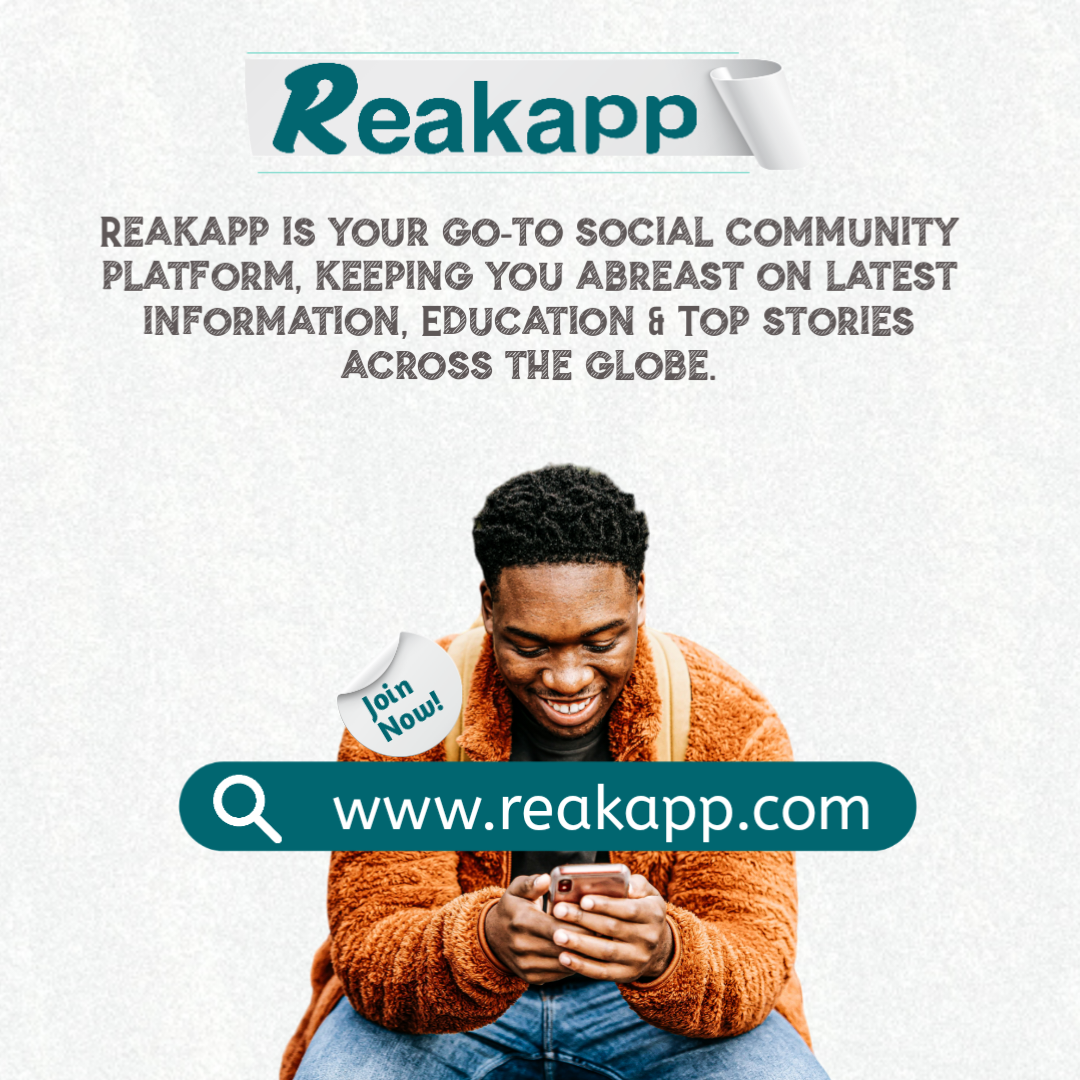 Reakapp
REAKAPP IS YOUR GO-TO SOCIAL COMMUNITY
PLATFORM, KEEPING YOU ABREAST ON LATEST
INFORMATION, EDUCATION & TOP STORIES
ACROSS THE GLOBE.
Join
Now!
www.reakapp.com